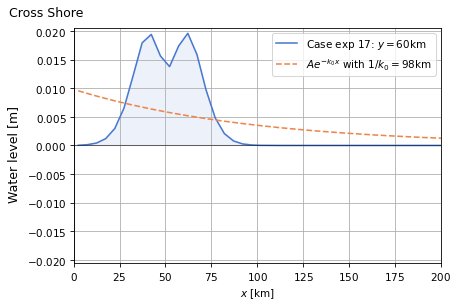 Cross Shore
Water level [m]
0.020
0.015
0.010
0.005
0.000
−0.005
−0.010
−0.015
−0.020
Case exp 17: y = 60km
Ae^{−k₀x} with 1/k₀ = 98km
0 25 50 75 100 125 150 175 200
x [km]